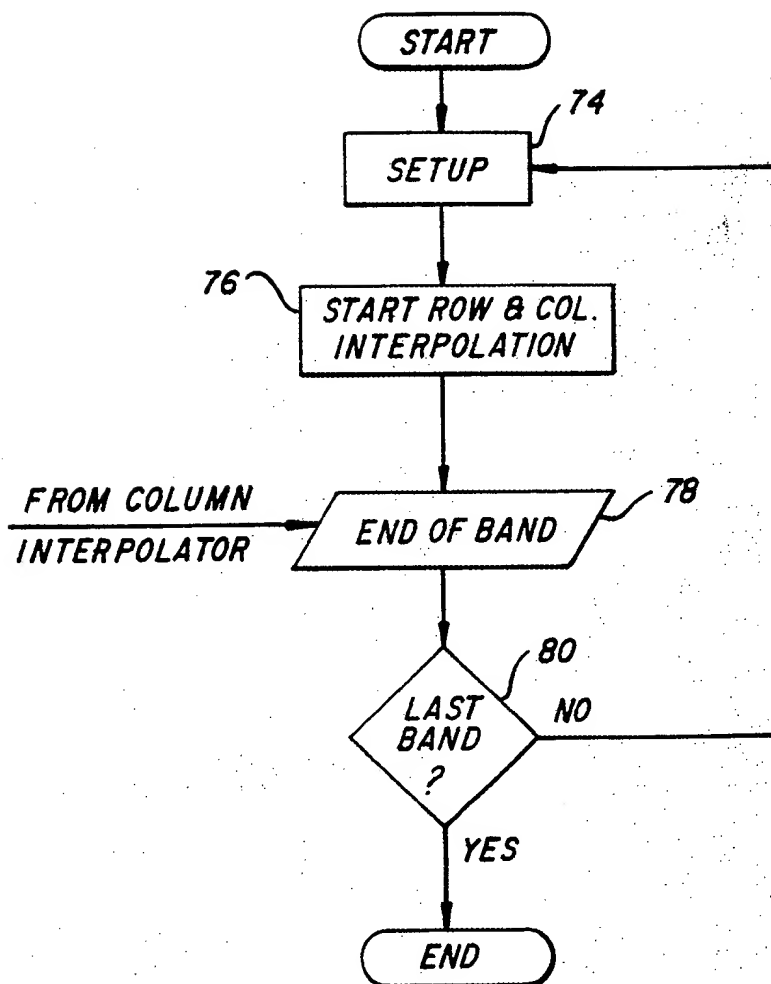 START
74
SETUP
76
START ROW & COL.
INTERPOLATION
FROM COLUMN
INTERPOLATOR
END OF BAND
78
80
LAST
BAND
?
NO
YES
END